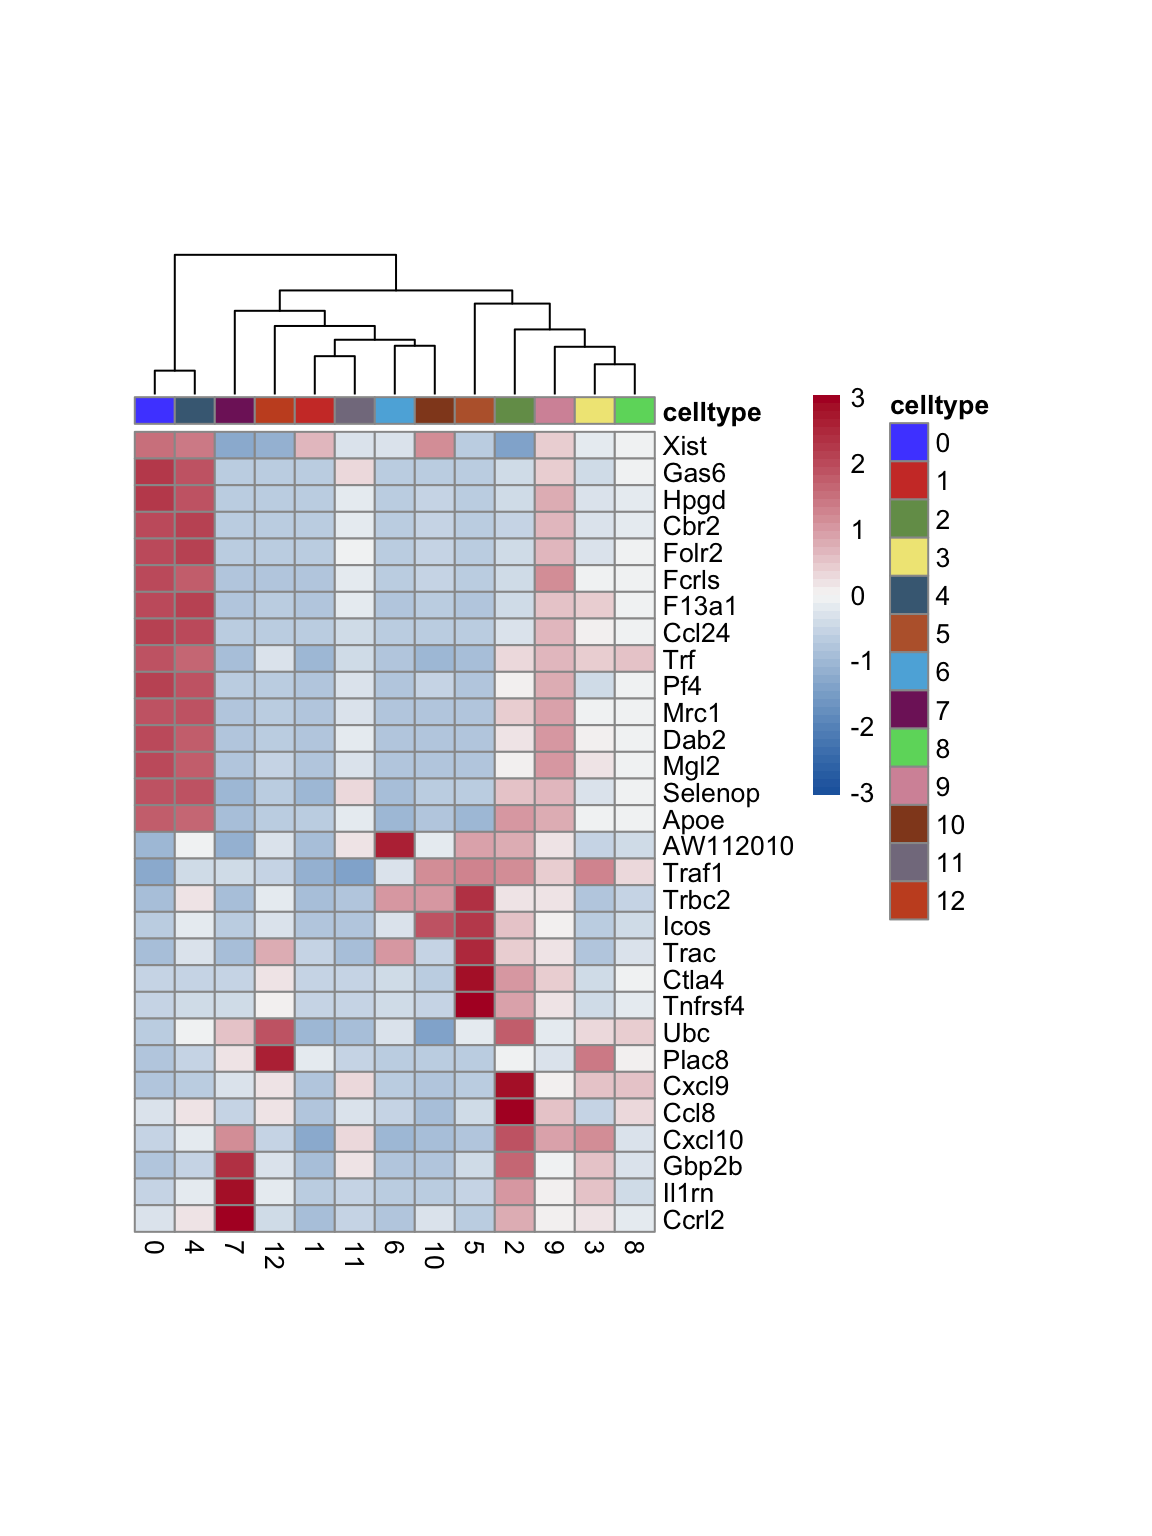 celltype
Xist
Gas6
Hpgd
Cbr2
Folr2
Fcrls
F13a1
Ccl24
Trf
Pf4
Mrc1
Dab2
Mgl2
Selenop
Apoe
AW112010
Traf1
Trbc2
Icos
Trac
Ctla4
Tnfrsf4
Ubc
Plac8
Cxcl9
Ccl8
Cxcl10
Gbp2b
Il1rn
Ccrl2
0 4 7 12 1 11 6 10 5 2 9 3 8
3
2
1
0
-1
-2
-3
celltype
0
1
2
3
4
5
6
7
8
9
10
11
12